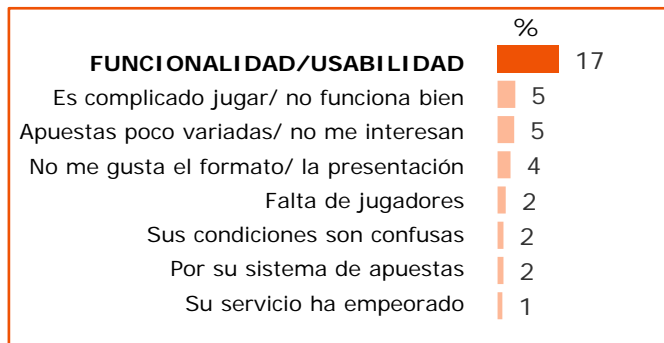 %
FUNCIONALIDAD/USABILIDAD 17
Es complicado jugar/ no funciona bien 5
Apuestas poco variadas/ no me interesan 5
No me gusta el formato/ la presentación 4
Falta de jugadores 2
Sus condiciones son confusas 2
Por su sistema de apuestas 2
Su servicio ha empeorado 1